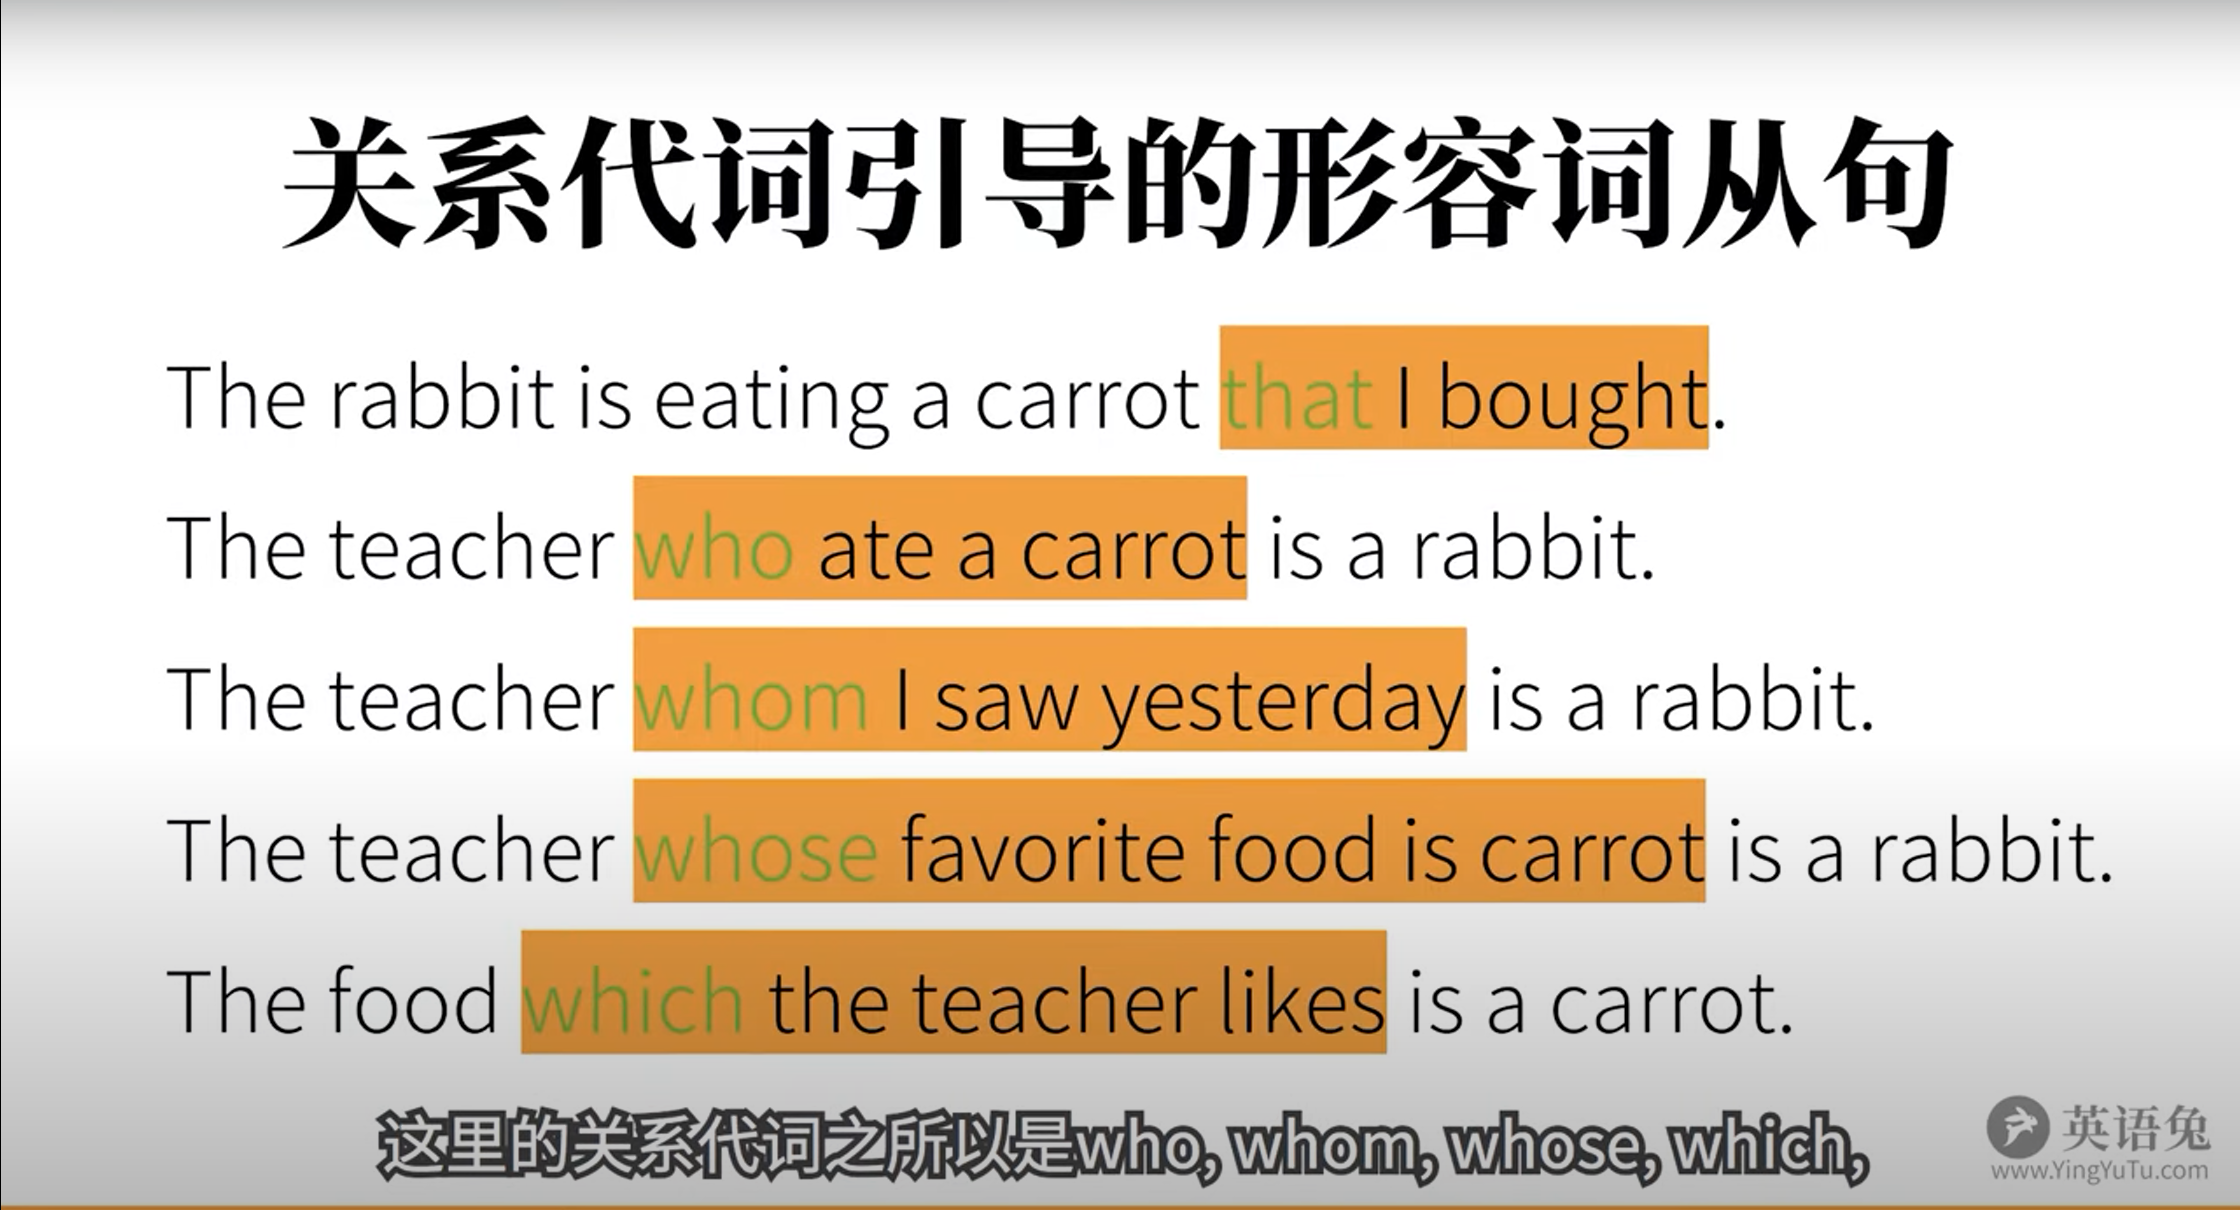 关系代词引导的形容词从句
The rabbit is eating a carrot that I bought.
The teacher who ate a carrot is a rabbit.
The teacher whom I saw yesterday is a rabbit.
The teacher whose favorite food is carrot is a rabbit.
The food which the teacher likes is a carrot.
这里的关系代词之所以是who, whom, whose, which,
英语兔
www.YingYuTu.com